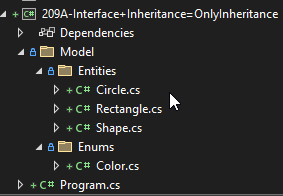 C# 209A-Interface+Inheritance=OnlyInheritance
Dependencies
Model
Entities
+ C# Circle.cs
+ C# Rectangle.cs
+ C# Shape.cs
Enums
+ C# Color.cs
+ C# Program.cs